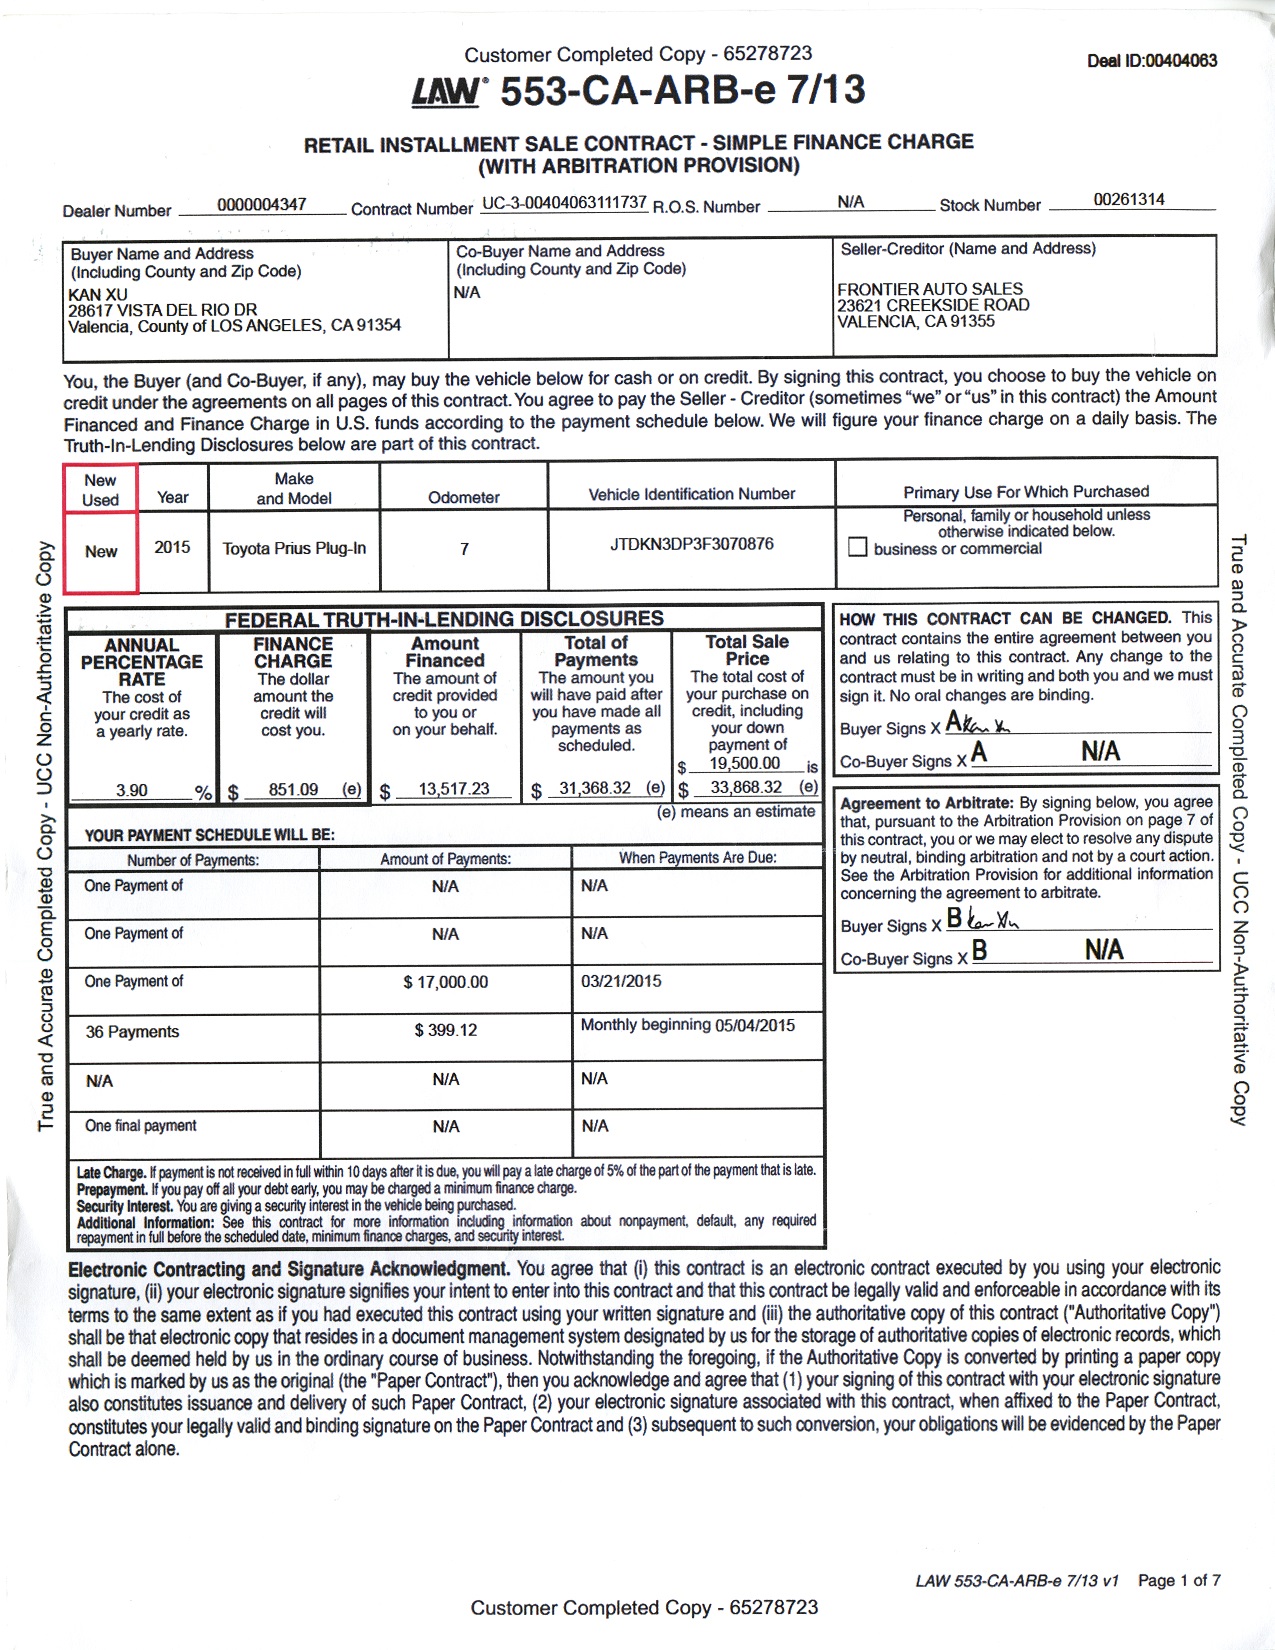 Customer Completed Copy - 65278723
Deal ID:00404063
LAW® 553-CA-ARB-e 7/13
RETAIL INSTALLMENT SALE CONTRACT - SIMPLE FINANCE CHARGE
(WITH ARBITRATION PROVISION)
Dealer Number 0000004347 Contract Number UC-3-00404063111737 R.O.S. Number N/A Stock Number 00261314
Buyer Name and Address
(Including County and Zip Code)
KAN XU
28617 VISTA DEL RIO DR
Valencia, County of LOS ANGELES, CA 91354
Co-Buyer Name and Address
(Including County and Zip Code)
N/A
Seller-Creditor (Name and Address)
FRONTIER AUTO SALES
23621 CREEKSIDE ROAD
VALENCIA, CA 91355
You, the Buyer (and Co-Buyer, if any), may buy the vehicle below for cash or on credit. By signing this contract, you choose to buy the vehicle on
credit under the agreements on all pages of this contract. You agree to pay the Seller - Creditor (sometimes "we" or "us" in this contract) the Amount
Financed and Finance Charge in U.S. funds according to the payment schedule below. We will figure your finance charge on a daily basis. The
Truth-In-Lending Disclosures below are part of this contract.
New
Used
Year
Make
and Model
Odometer
Vehicle Identification Number
Primary Use For Which Purchased
New
2015
Toyota Prius Plug-In
7
JTDKN3DP3F3070876
Personal, family or household unless
otherwise indicated below.
business or commercial
True and Accurate Completed Copy - UCC Non-Authoritative Copy
FEDERAL TRUTH-IN-LENDING DISCLOSURES
ANNUAL
PERCENTAGE
RATE
The cost of
your credit as
a yearly rate.
3.90 %
FINANCE
CHARGE
The dollar
amount the
credit will
cost you.
$ 851.09 (e)
Amount
Financed
The amount of
credit provided
to you or
on your behalf.
$ 13,517.23
Total of
Payments
The amount you
will have paid after
you have made all
payments as
scheduled.
$ 31,368.32 (e)
Total Sale
Price
The total cost of
your purchase on
credit, including
your down
payment of
$ 19,500.00 is
$ 33,868.32 (e)
(e) means an estimate
YOUR PAYMENT SCHEDULE WILL BE:
Number of Payments: Amount of Payments: When Payments Are Due:
One Payment of N/A N/A
One Payment of N/A N/A
One Payment of $ 17,000.00 03/21/2015
36 Payments $ 399.12 Monthly beginning 05/04/2015
N/A N/A N/A
One final payment N/A N/A
Late Charge. If payment is not received in full within 10 days after it is due, you will pay a late charge of 5% of the part of the payment that is late.
Prepayment. If you pay off all your debt early, you may be charged a minimum finance charge.
Security Interest. You are giving a security interest in the vehicle being purchased.
Additional Information: See this contract for more information including information about nonpayment, default, any required
repayment in full before the scheduled date, minimum finance charges, and security interest.
HOW THIS CONTRACT CAN BE CHANGED. This
contract contains the entire agreement between you
and us relating to this contract. Any change to the
contract must be in writing and both you and we must
sign it. No oral changes are binding.
Buyer Signs X A Kan Xu
Co-Buyer Signs X A N/A
Agreement to Arbitrate: By signing below, you agree
that, pursuant to the Arbitration Provision on page 7 of
this contract, you or we may elect to resolve any dispute
by neutral, binding arbitration and not by a court action.
See the Arbitration Provision for additional information
concerning the agreement to arbitrate.
Buyer Signs X B Kan Xu
Co-Buyer Signs X B N/A
True and Accurate Completed Copy - UCC Non-Authoritative Copy
Electronic Contracting and Signature Acknowledgment. You agree that (i) this contract is an electronic contract executed by you using your electronic
signature, (ii) your electronic signature signifies your intent to enter into this contract and that this contract be legally valid and enforceable in accordance with its
terms to the same extent as if you had executed this contract using your written signature and (iii) the authoritative copy of this contract ("Authoritative Copy")
shall be that electronic copy that resides in a document management system designated by us for the storage of authoritative copies of electronic records, which
shall be deemed held by us in the ordinary course of business. Notwithstanding the foregoing, if the Authoritative Copy is converted by printing a paper copy
which is marked by us as the original (the "Paper Contract"), then you acknowledge and agree that (1) your signing of this contract with your electronic signature
also constitutes issuance and delivery of such Paper Contract, (2) your electronic signature associated with this contract, when affixed to the Paper Contract,
constitutes your legally valid and binding signature on the Paper Contract and (3) subsequent to such conversion, your obligations will be evidenced by the Paper
Contract alone.
LAW 553-CA-ARB-e 7/13 v1 Page 1 of 7
Customer Completed Copy - 65278723